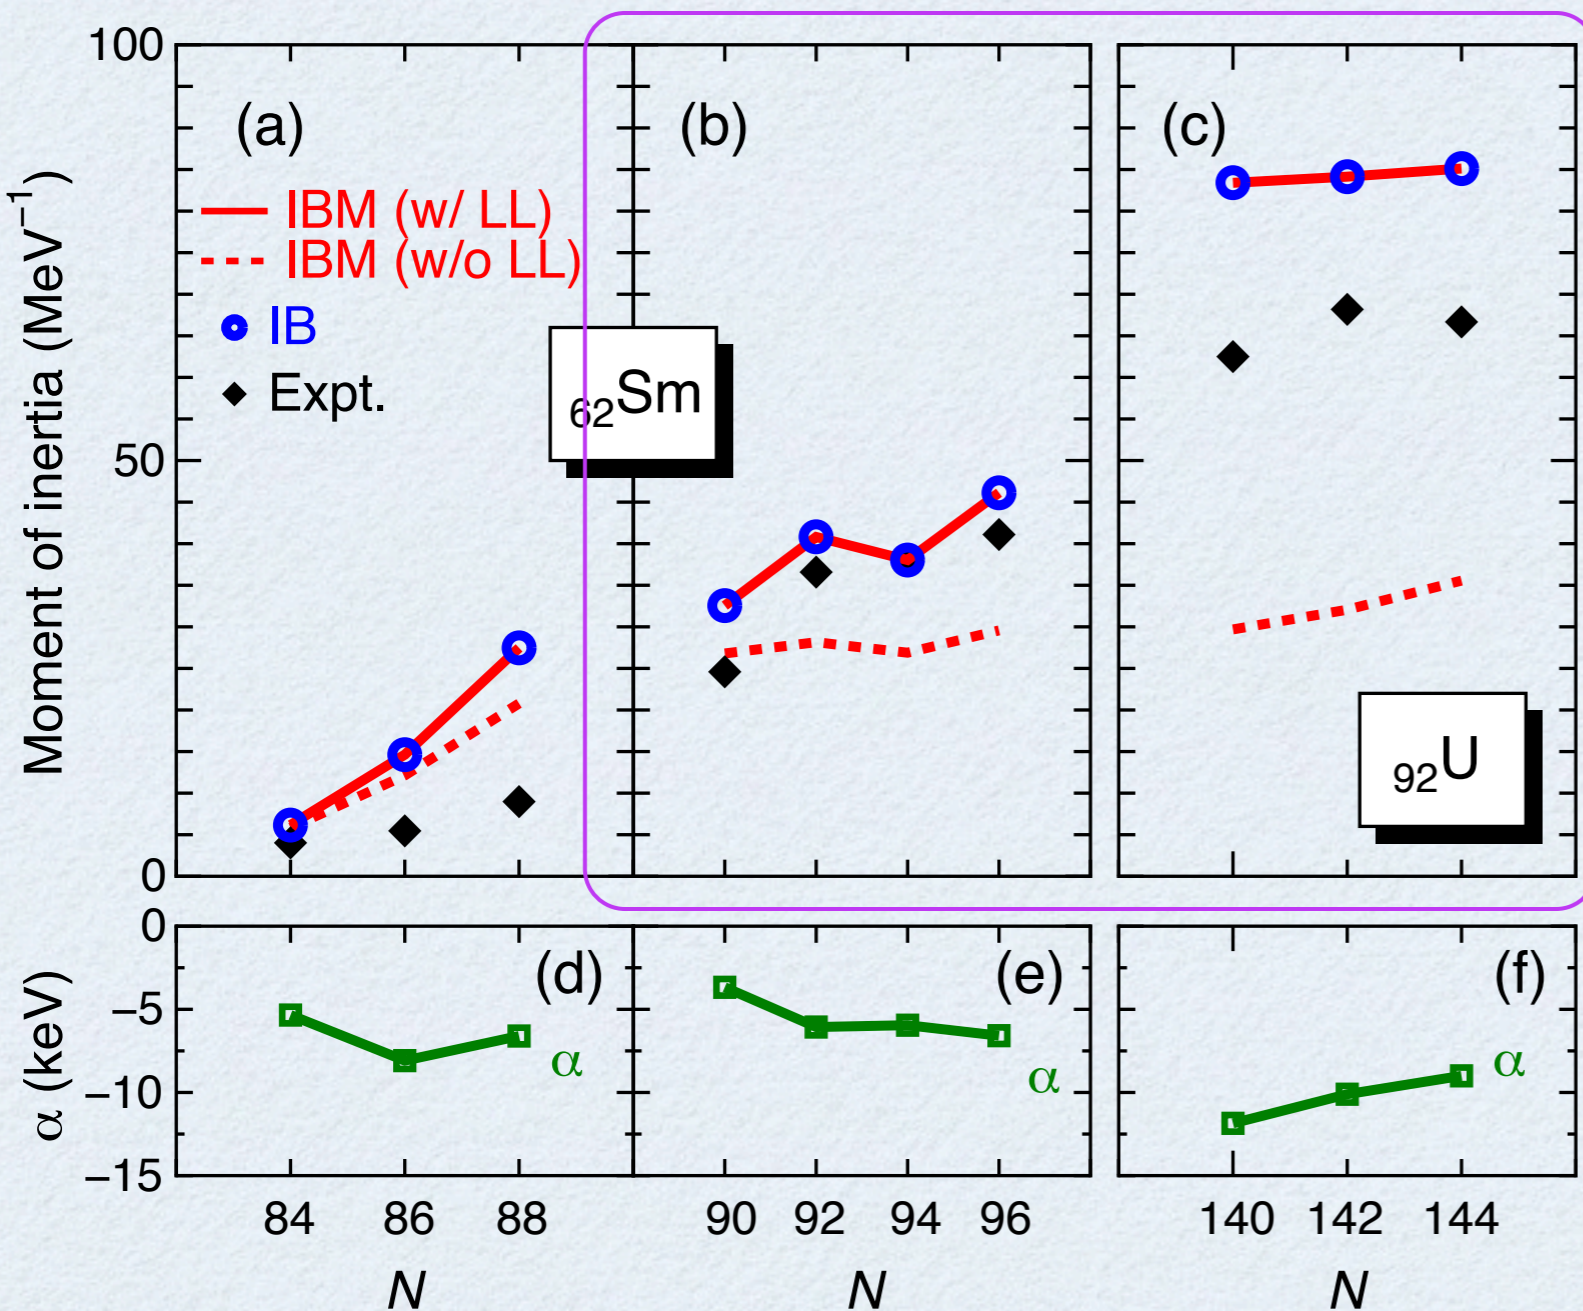 100
(a)
(b)
(c)
IBM (w/ LL)
IBM (w/o LL)
IB
Expt.
₆₂Sm
50
₉₂U
0
Moment of inertia (MeV⁻¹)
0
(d)
(e)
(f)
−5
α
α
α
−10
−15
α (keV)
84 86 88 90 92 94 96 140 142 144
N N N